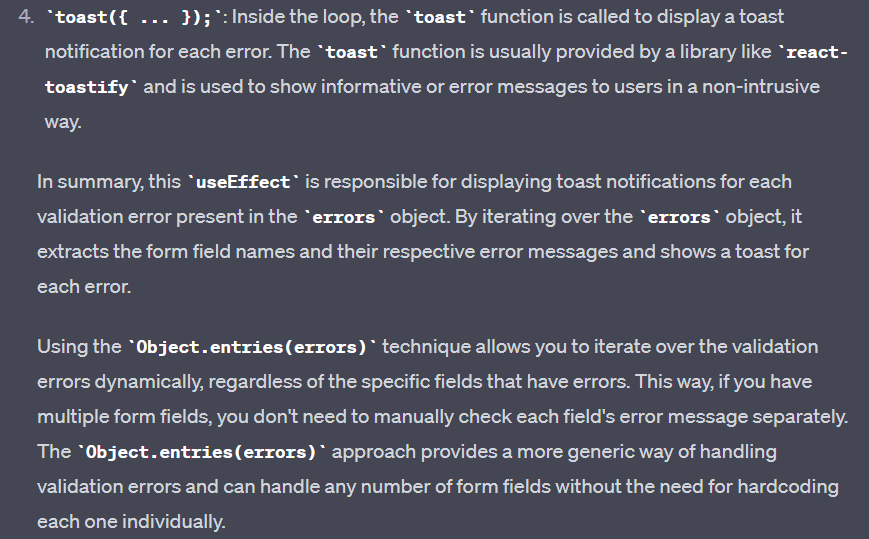 4. `toast({ ... });`: Inside the loop, the `toast` function is called to display a toast
notification for each error. The `toast` function is usually provided by a library like `react-
toastify` and is used to show informative or error messages to users in a non-intrusive
way.
In summary, this `useEffect` is responsible for displaying toast notifications for each
validation error present in the `errors` object. By iterating over the `errors` object, it
extracts the form field names and their respective error messages and shows a toast for
each error.
Using the `Object.entries(errors)` technique allows you to iterate over the validation
errors dynamically, regardless of the specific fields that have errors. This way, if you have
multiple form fields, you don't need to manually check each field's error message separately.
The `Object.entries(errors)` approach provides a more generic way of handling
validation errors and can handle any number of form fields without the need for hardcoding
each one individually.